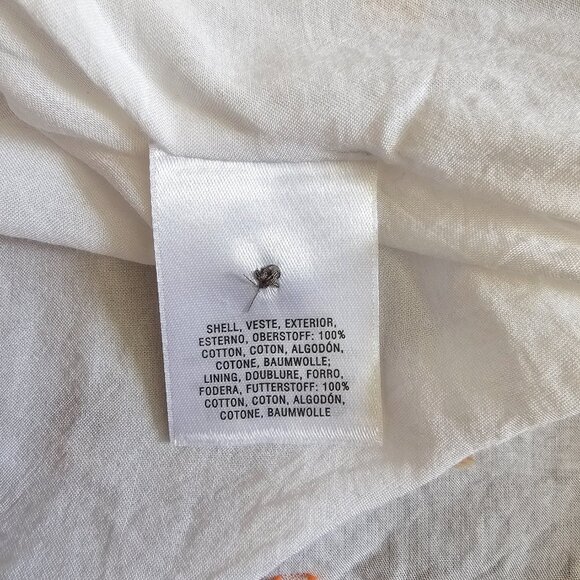 SHELL, VESTE, EXTERIOR,
ESTERNO, OBERSTOFF: 100%
COTTON, COTON, ALGODÓN,
COTONE, BAUMWOLLE;
LINING, DOUBLURE, FORRO,
FODERA, FUTTERSTOFF: 100%
COTTON, COTON, ALGODÓN,
COTONE, BAUMWOLLE